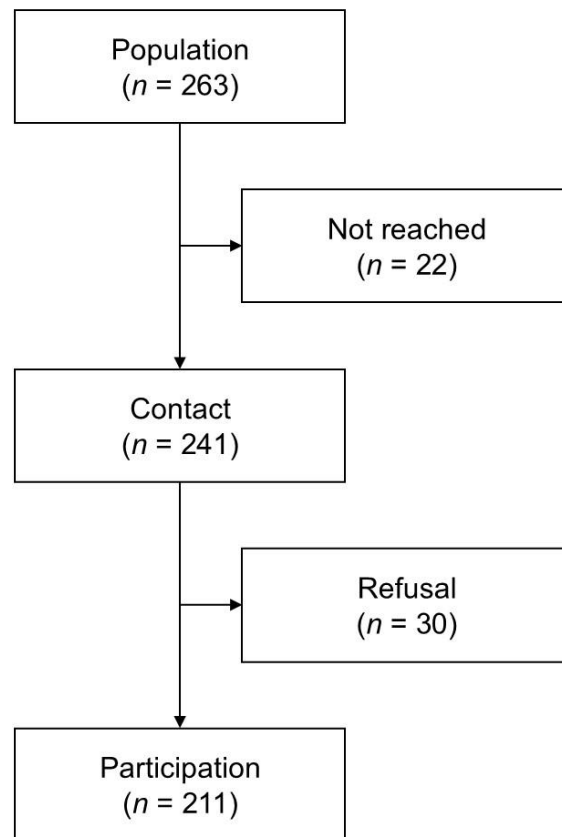 Population
(n = 263)
Not reached
(n = 22)
Contact
(n = 241)
Refusal
(n = 30)
Participation
(n = 211)